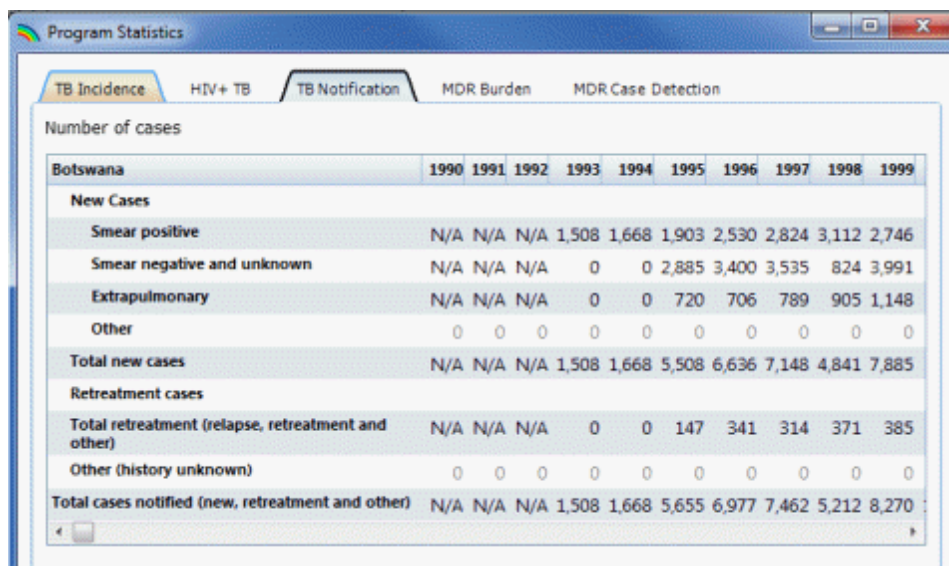 Program Statistics
TB Incidence HIV+ TB TB Notification MDR Burden MDR Case Detection
Number of cases
Botswana 1990 1991 1992 1993 1994 1995 1996 1997 1998 1999
New Cases
Smear positive N/A N/A N/A 1,508 1,668 1,903 2,530 2,824 3,112 2,746
Smear negative and unknown N/A N/A N/A 0 0 2,885 3,400 3,535 824 3,991
Extrapulmonary N/A N/A N/A 0 0 720 706 789 905 1,148
Other 0 0 0 0 0 0 0 0 0 0
Total new cases N/A N/A N/A 1,508 1,668 5,508 6,636 7,148 4,841 7,885
Retreatment cases
Total retreatment (relapse, retreatment and
other) N/A N/A N/A 0 0 147 341 314 371 385
Other (history unknown) 0 0 0 0 0 0 0 0 0 0
Total cases notified (new, retreatment and other) N/A N/A N/A 1,508 1,668 5,655 6,977 7,462 5,212 8,270